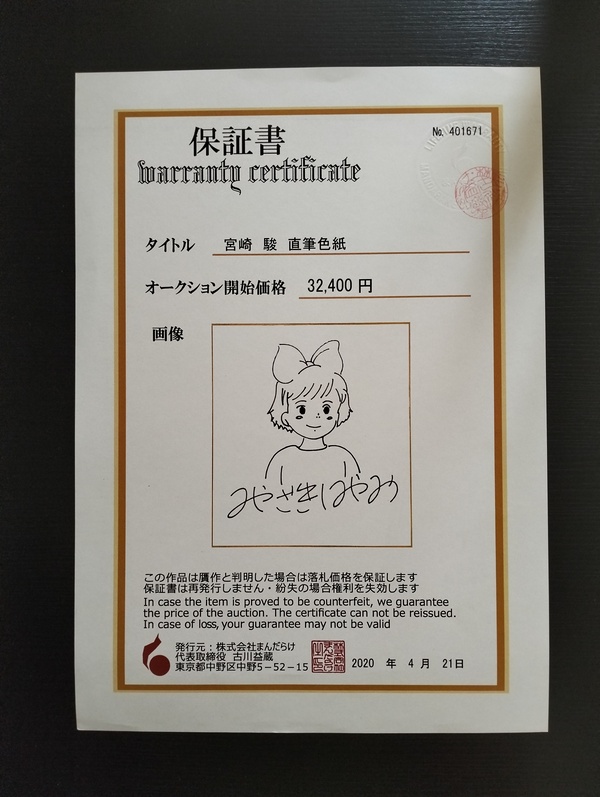 保証書
No. 401671
warranty certificate
タイトル 宮崎 駿 直筆色紙
オークション開始価格 32,400 円
画像
みやざきはやお
この作品は贋作と判明した場合は落札価格を保証します
保証書は再発行しません・紛失の場合権利を失効します
In case the item is proved to be counterfeit, we guarantee
the price of the auction. The certificate can not be reissued.
In case of loss, your guarantee may not be valid
発行元：株式会社まんだらけ
代表取締役 古川益蔵
東京都中野区中野5－52－15
2020 年 4 月 21日